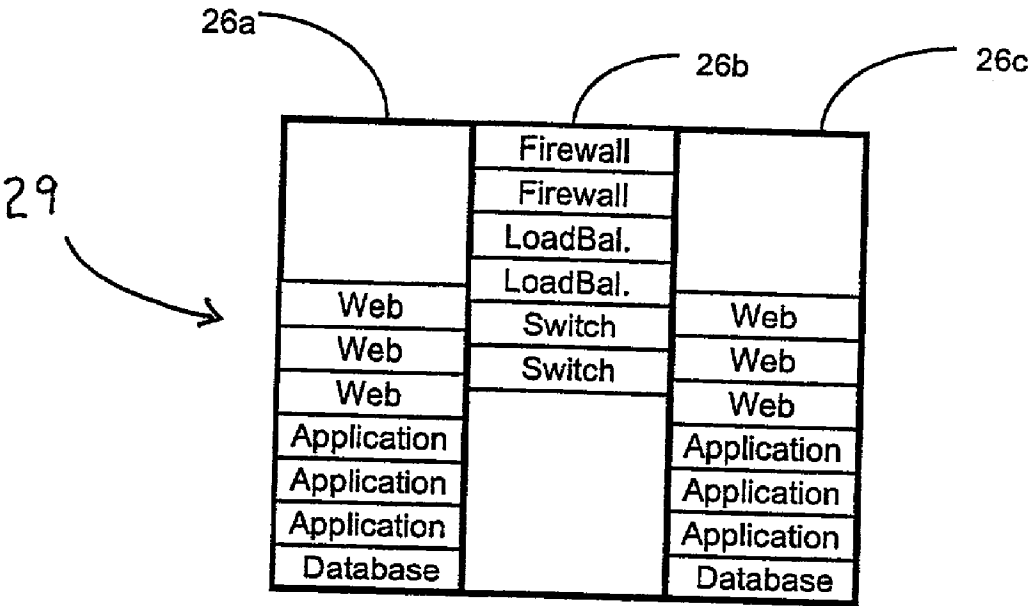 26a
26b
26c
29
Firewall
Firewall
LoadBal.
LoadBal.
Switch
Switch
Web
Web
Web
Application
Application
Application
Database
Web
Web
Web
Application
Application
Application
Database